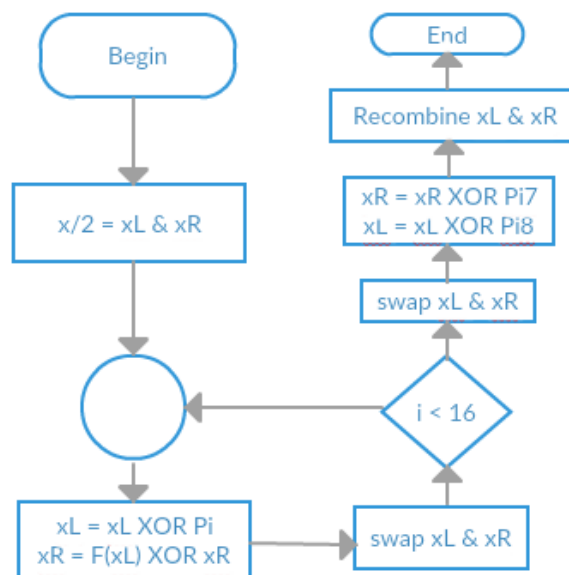 Begin
x/2 = xL & xR
xL = xL XOR Pi
xR = F(xL) XOR xR
swap xL & xR
i < 16
swap xL & xR
xR = xR XOR Pi7
xL = xL XOR Pi8
Recombine xL & xR
End